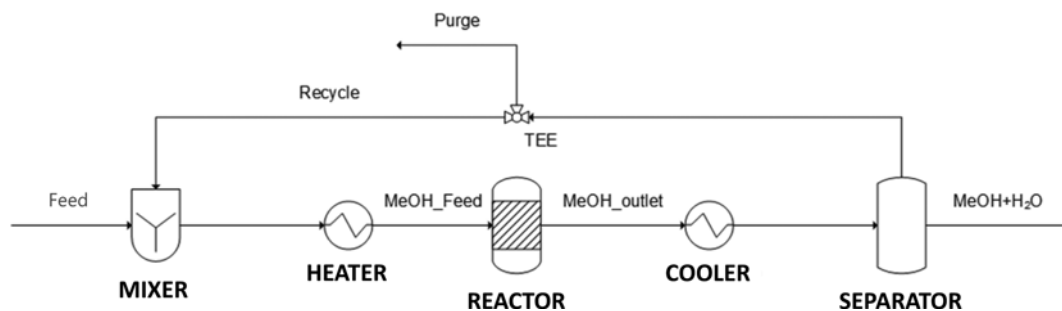 Purge
Recycle
TEE
Feed
MeOH_Feed
MeOH_outlet
MeOH+H₂O
MIXER
HEATER
REACTOR
COOLER
SEPARATOR